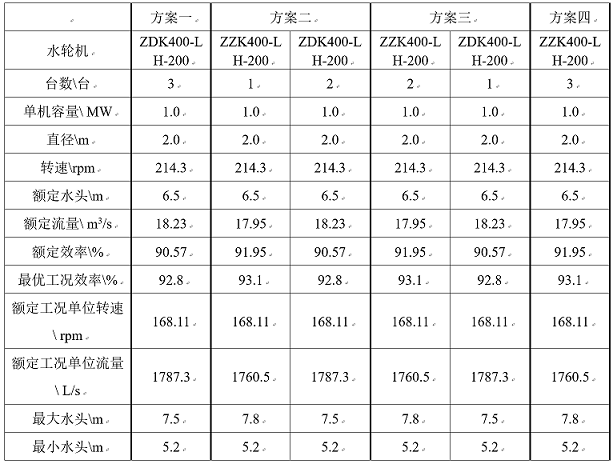 方案一 方案二 方案三 方案四
水轮机 ZDK400-LH-200 ZZK400-LH-200 ZDK400-LH-200 ZZK400-LH-200 ZDK400-LH-200 ZZK400-LH-200
台数\台 3 1 2 2 1 3
单机容量\ MW 1.0 1.0 1.0 1.0 1.0 1.0
直径\m 2.0 2.0 2.0 2.0 2.0 2.0
转速\rpm 214.3 214.3 214.3 214.3 214.3 214.3
额定水头\m 6.5 6.5 6.5 6.5 6.5 6.5
额定流量\ m³/s 18.23 17.95 18.23 17.95 18.23 17.95
额定效率\% 90.57 91.95 90.57 91.95 90.57 91.95
最优工况效率\% 92.8 93.1 92.8 93.1 92.8 93.1
额定工况单位转速\ rpm 168.11 168.11 168.11 168.11 168.11 168.11
额定工况单位流量\ L/s 1787.3 1760.5 1787.3 1760.5 1787.3 1760.5
最大水头\m 7.5 7.8 7.5 7.8 7.5 7.8
最小水头\m 5.2 5.2 5.2 5.2 5.2 5.2